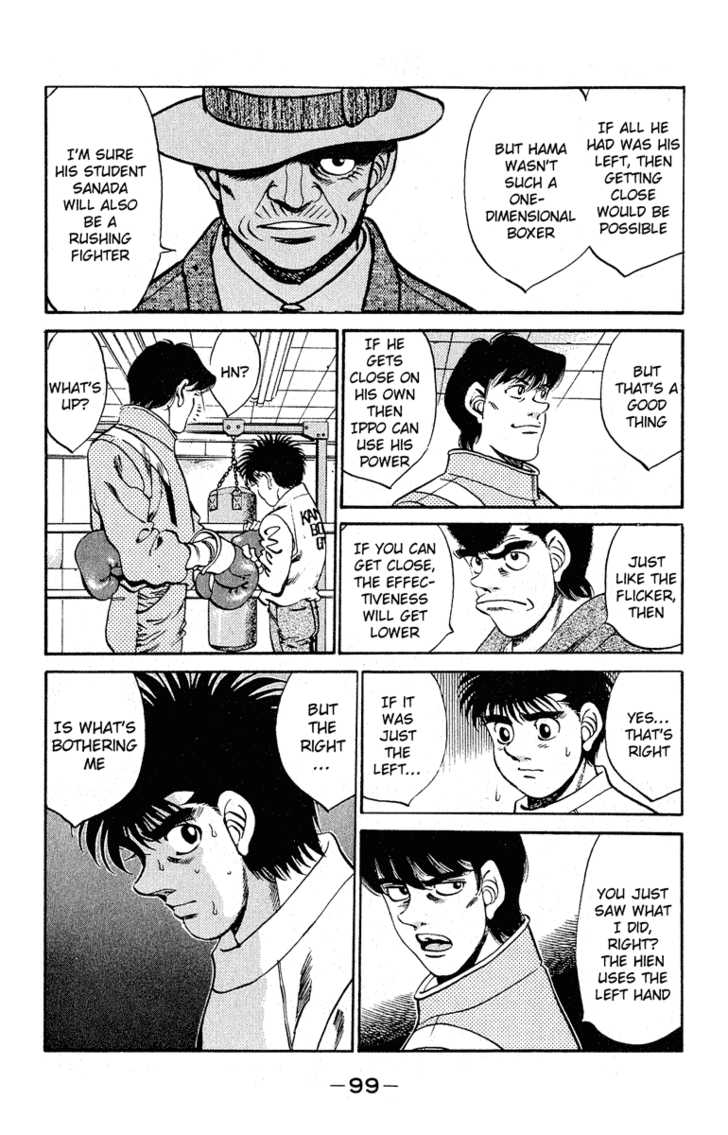 IF ALL HE
HAD WAS HIS
LEFT, THEN
GETTING
CLOSE
WOULD BE
POSSIBLE
BUT HAMA
WASN'T
SUCH A
ONE-
DIMENSIONAL
BOXER
I'M SURE
HIS STUDENT
SANADA
WILL ALSO
BE A
RUSHING
FIGHTER
BUT
THAT'S A
GOOD
THING
IF HE
GETS
CLOSE ON
HIS OWN
THEN
IPPO CAN
USE HIS
POWER
JUST
LIKE THE
FLICKER,
THEN
IF YOU CAN
GET CLOSE,
THE EFFEC-
TIVENESS
WILL GET
LOWER
HN?
WHAT'S
UP?
YES...
THAT'S
RIGHT
IF IT
WAS
JUST
THE
LEFT...
YOU JUST
SAW WHAT
I DID,
RIGHT?
THE HIEN
USES THE
LEFT HAND
BUT
THE
RIGHT
...
IS WHAT'S
BOTHERING
ME
—99—